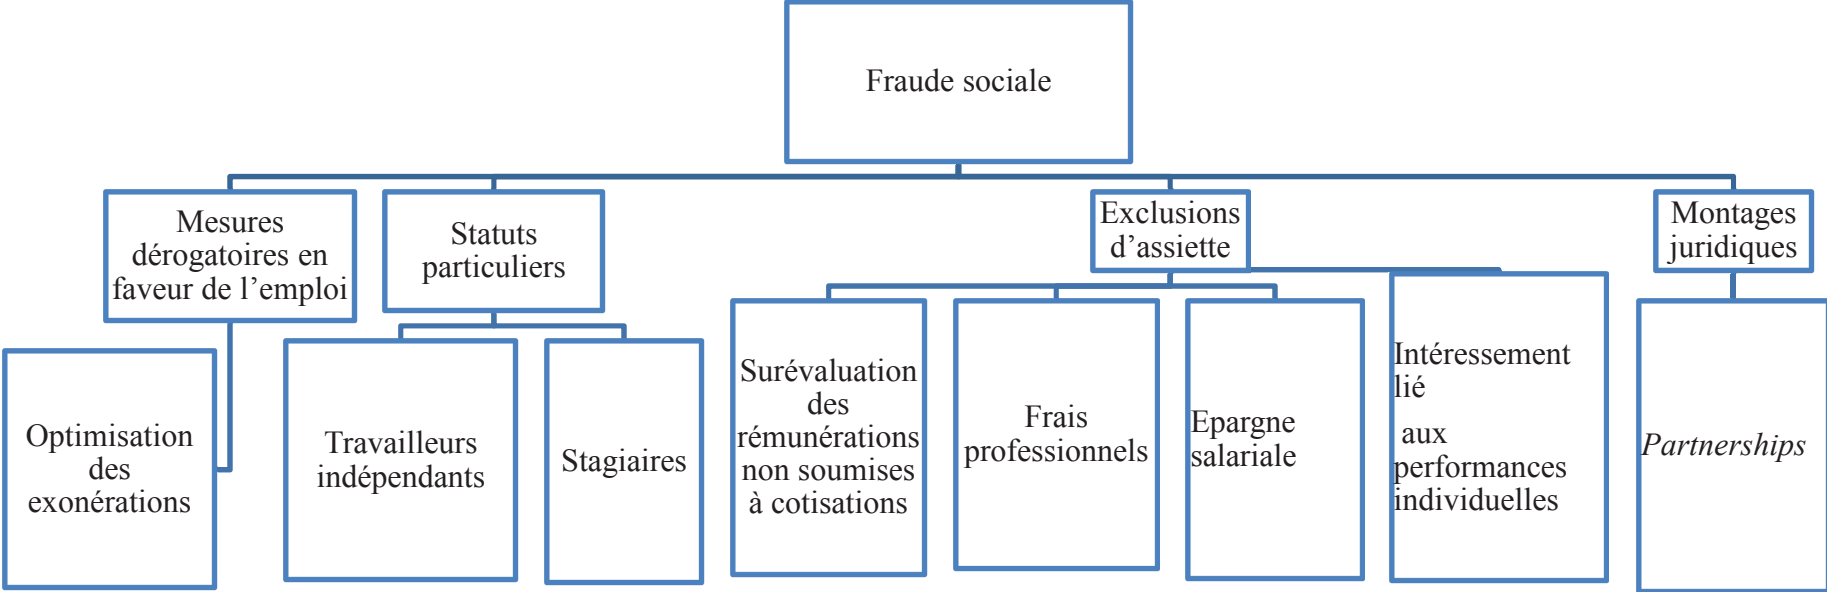 Fraude sociale
Mesures
dérogatoires en
faveur de l’emploi
Statuts
particuliers
Exclusions
d’assiette
Montages
juridiques
Optimisation
des
exonérations
Travailleurs
indépendants
Stagiaires
Surévaluation
des
rémunérations
non soumises
à cotisations
Frais
professionnels
Epargne
salariale
Intéressement
lié
aux
performances
individuelles
Partnerships